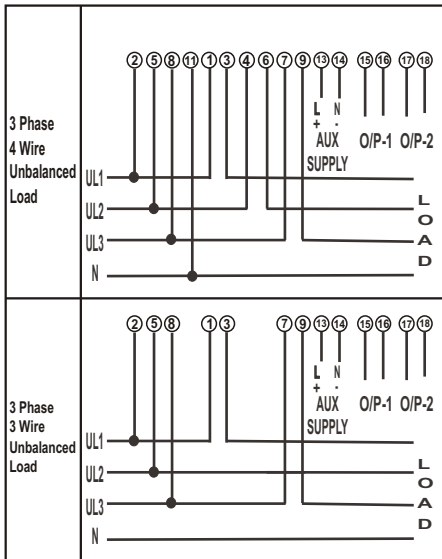 ② ⑤ ⑧ ⑪ ① ③ ④ ⑥ ⑦ ⑨ ⑬ ⑭ ⑮ ⑯ ⑰ ⑱
L N
+ -
AUX O/P-1 O/P-2
SUPPLY
3 Phase
4 Wire
Unbalanced
Load
UL1
UL2
UL3
N
L
O
A
D
② ⑤ ⑧ ① ③ ⑦ ⑨ ⑬ ⑭ ⑮ ⑯ ⑰ ⑱
L N
+ -
AUX O/P-1 O/P-2
SUPPLY
3 Phase
3 Wire
Unbalanced
Load
UL1
UL2
UL3
N
L
O
A
D